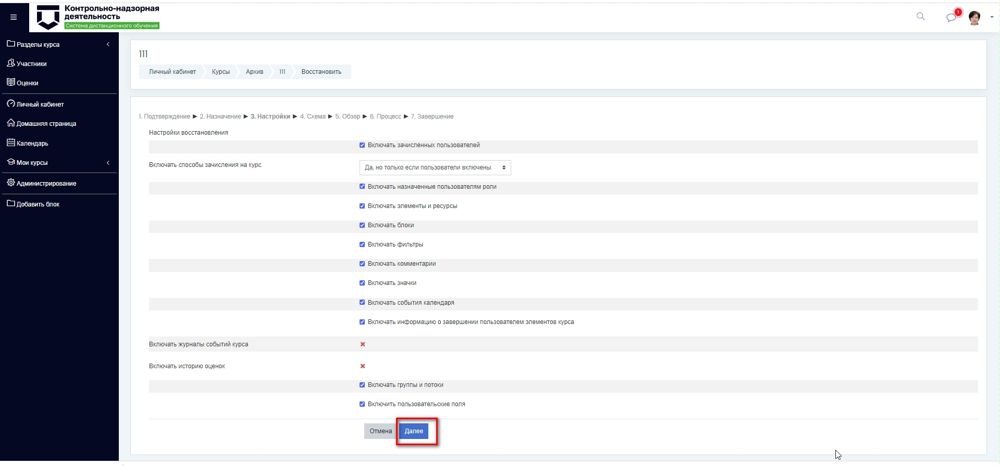 Контрольно-надзорная
деятельность
Система дистанционного обучения
1
Разделы курса
Участники
Оценки
Личный кабинет
Домашняя страница
Календарь
Мои курсы
Администрирование
Добавить блок
111
Личный кабинет Курсы Архив 111 Восстановить
1. Подтверждение ► 2. Назначение ► 3. Настройки ► 4. Схема ► 5. Обзор ► 6. Процесс ► 7. Завершение
Настройки восстановления
Включать зачисленных пользователей
Включать способы зачисления на курс Да, но только если пользователи включены
Включать назначенные пользователям роли
Включать элементы и ресурсы
Включать блоки
Включать фильтры
Включать комментарии
Включать значки
Включать события календаря
Включать информацию о завершении пользователем элементов курса
Включать журналы событий курса
Включать историю оценок
Включать группы и потоки
Включить пользовательские поля
Отмена Далее